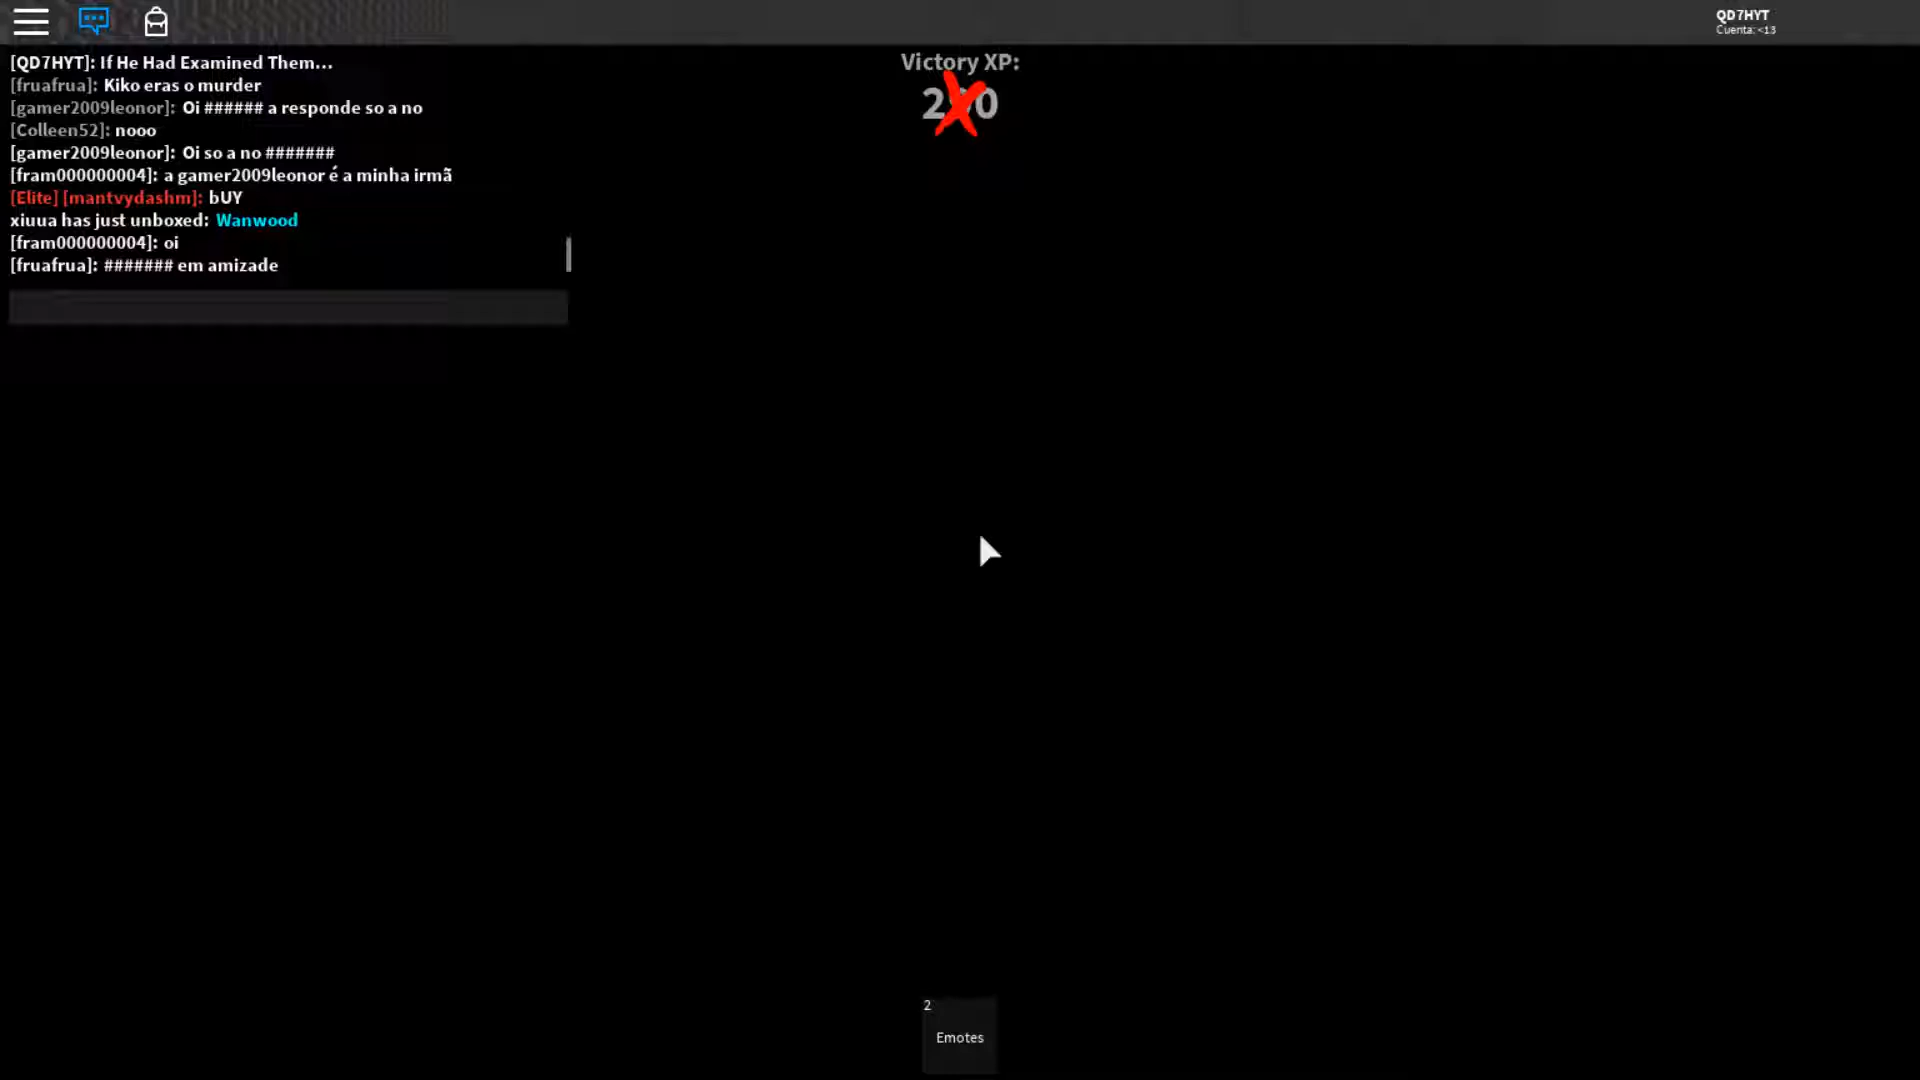 QD7HYT
Cuenta: <13
[QD7HYT]: If He Had Examined Them...
[fruafrua]: Kiko eras o murder
[gamer2009leonor]: Oi ###### a responde so a no
[Colleen52]: nooo
[gamer2009leonor]: Oi so a no #######
[fram000000004]: a gamer2009leonor é a minha irmã
[Elite] [mantvydashm]: bUY
xiuua has just unboxed: Wanwood
[fram000000004]: oi
[fruafrua]: ####### em amizade
Victory XP:
2
Emotes